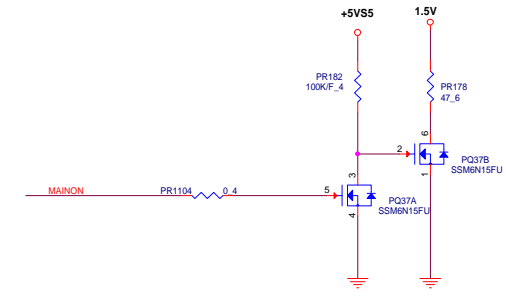 +5VS5
1.5V
PR182
100K/F_4
PR178
47_6
6
2
PQ37B
SSM6N15FU
3
1
MAINON
PR1104
0_4
5
PQ37A
SSM6N15FU
4